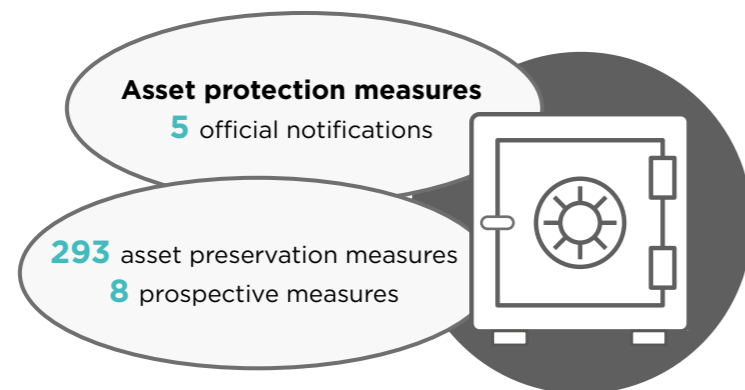 Asset protection measures
5 official notifications
293 asset preservation measures
8 prospective measures